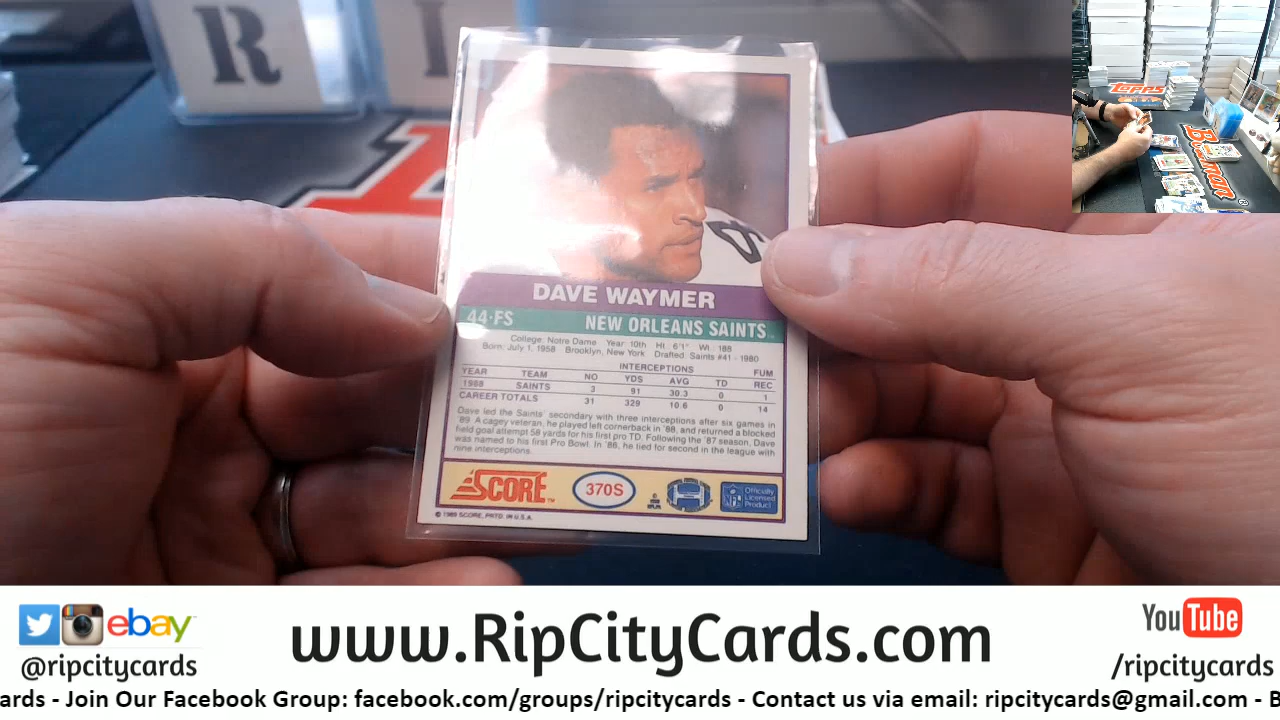 R
Topps
Bowman
DAVE WAYMER
44·FS NEW ORLEANS SAINTS
College: Notre Dame Year 10th Ht. 6'1" Wt. 188
Born: July 1, 1958 Brooklyn, New York Drafted: Saints #41 - 1980
INTERCEPTIONS FUM
YEAR TEAM NO YDS AVG TD REC
1988 SAINTS 3 91 30.3 0 1
CAREER TOTALS 31 329 10.6 0 14
Dave led the Saints' secondary with three interceptions after six games in
'89. A cagey veteran, he played left cornerback in '88, and returned a blocked
field goal attempt 58 yards for his first pro TD. Following the '87 season, Dave
was named to his first Pro Bowl. In '86, he tied for second in the league with
nine interceptions.
SCORE™ 370S NFL Officially Licensed Product
© 1989 SCORE, PRTD. IN U.S.A.
ebay
@ripcitycards
www.RipCityCards.com
YouTube
/ripcitycards
ards - Join Our Facebook Group: facebook.com/groups/ripcitycards - Contact us via email: ripcitycards@gmail.com - B